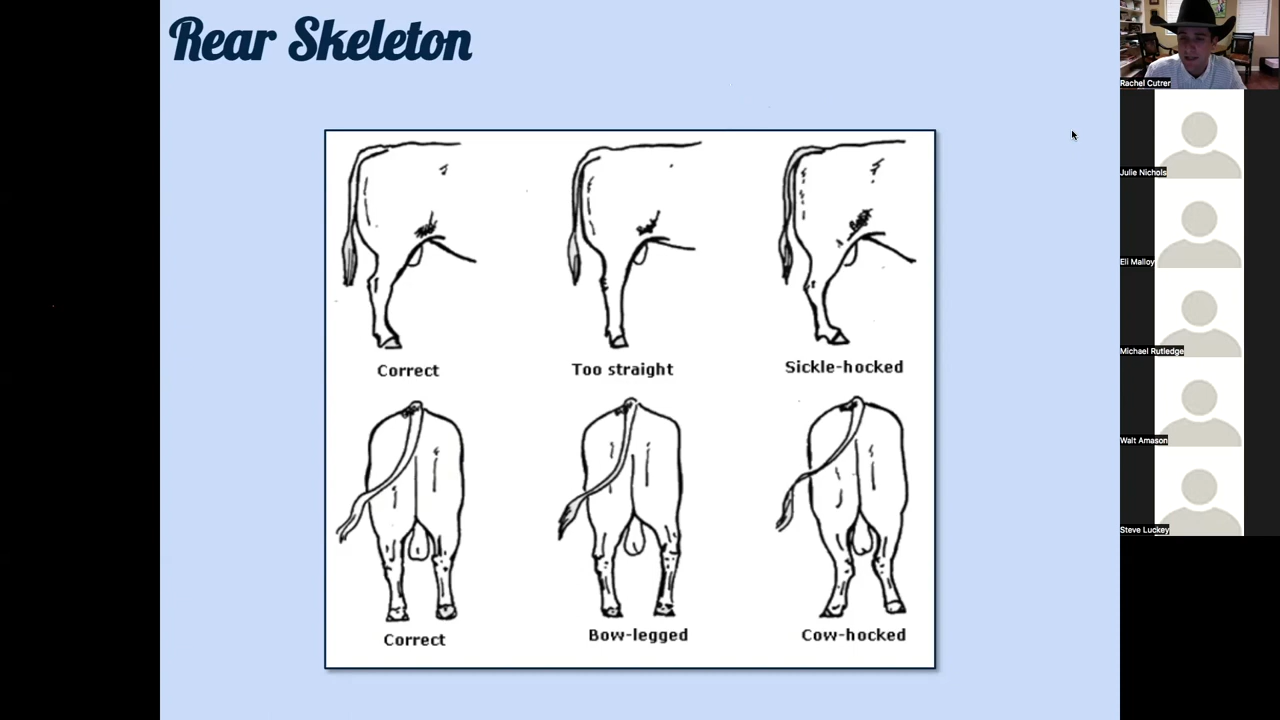 Rear Skeleton
Correct
Too straight
Sickle-hocked
Correct
Bow-legged
Cow-hocked
Rachel Cutrer
Julie Nichols
Eli Malloy
Michael Rutledge
Walt Amason
Steve Luckey